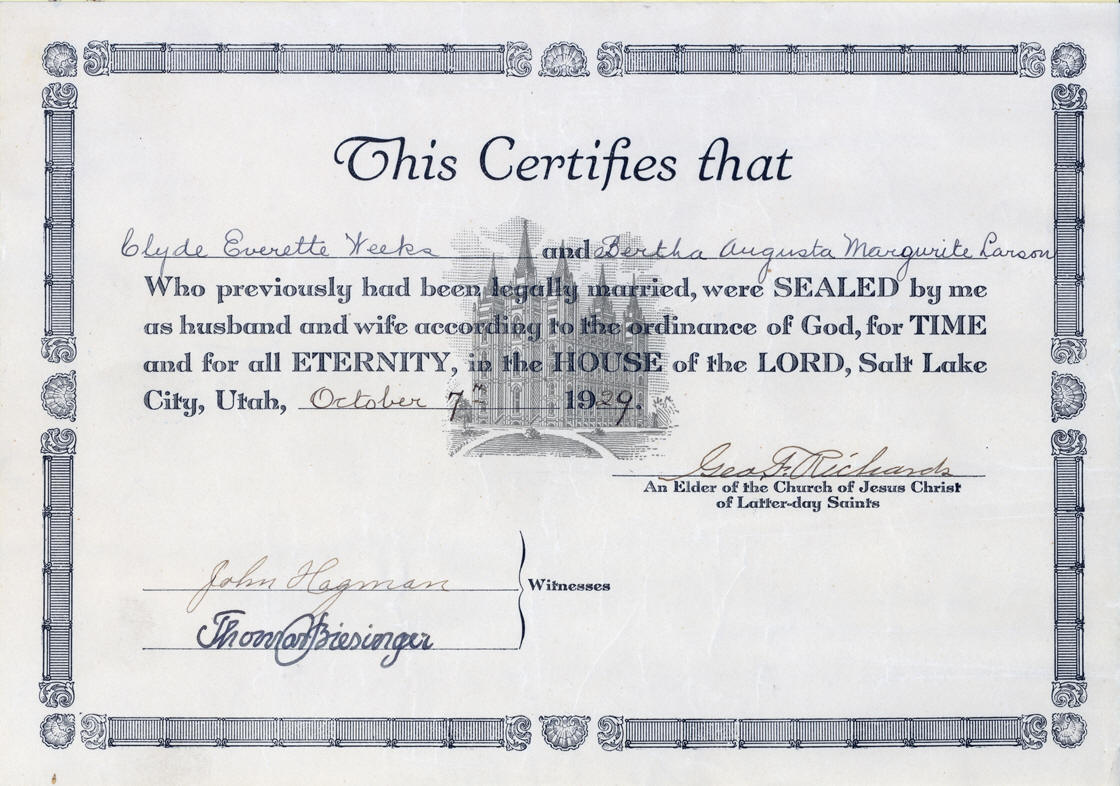 This Certifies that
Clyde Everette Weeks and Bertha Augusta Margurite Larson
Who previously had been legally married, were SEALED by me
as husband and wife according to the ordinance of God, for TIME
and for all ETERNITY, in the HOUSE of the LORD, Salt Lake
City, Utah, October 7th 1929.
Geo F. Richards
An Elder of the Church of Jesus Christ
of Latter-day Saints
John Hagman
Witnesses
Thomas Biesinger